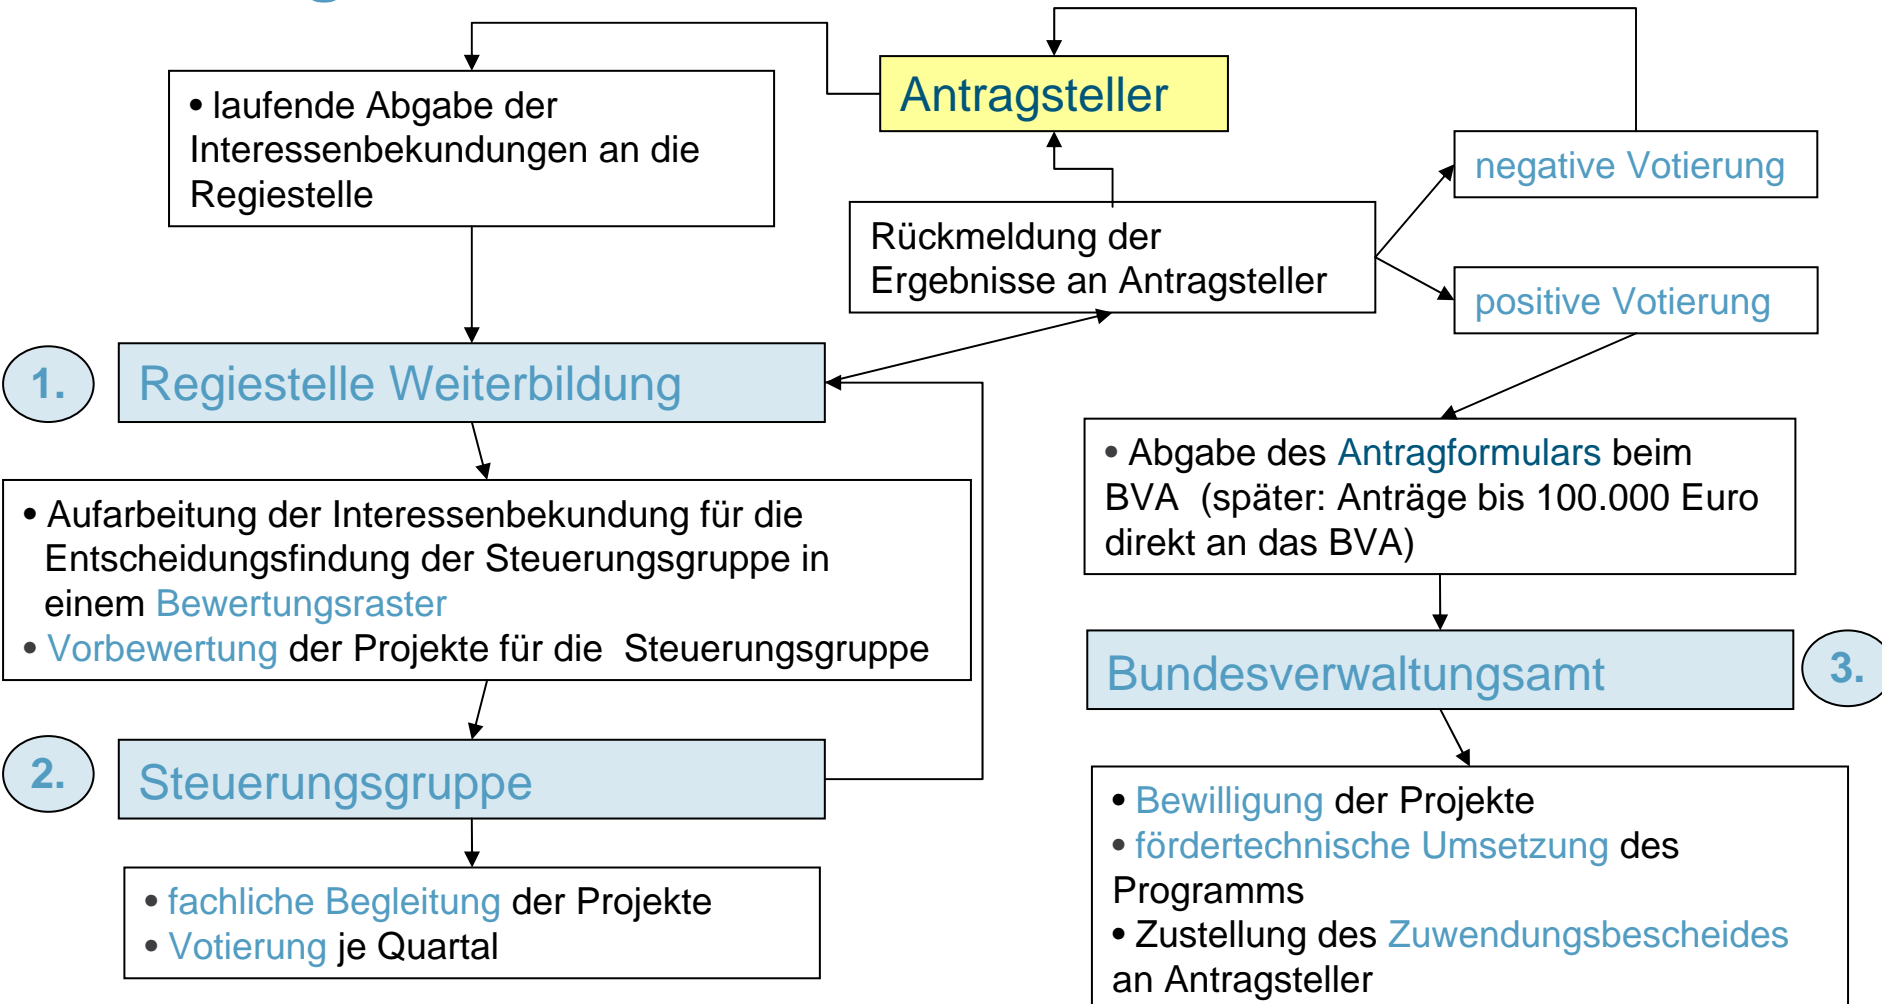 Antragsteller
• laufende Abgabe der
Interessenbekundungen an die
Regiestelle
negative Votierung
Rückmeldung der
Ergebnisse an Antragsteller
positive Votierung
1.
Regiestelle Weiterbildung
• Abgabe des Antragformulars beim
BVA (später: Anträge bis 100.000 Euro
direkt an das BVA)
• Aufarbeitung der Interessenbekundung für die
Entscheidungsfindung der Steuerungsgruppe in
einem Bewertungsraster
• Vorbewertung der Projekte für die Steuerungsgruppe
Bundesverwaltungsamt
3.
2.
Steuerungsgruppe
• Bewilligung der Projekte
• fördertechnische Umsetzung des
Programms
• Zustellung des Zuwendungsbescheides
an Antragsteller
• fachliche Begleitung der Projekte
• Votierung je Quartal